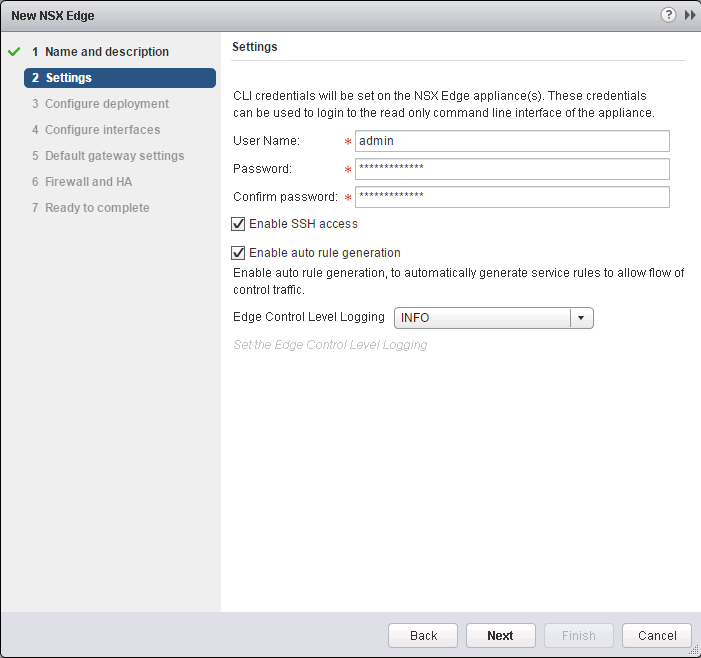 New NSX Edge
?
1 Name and description
2 Settings
3 Configure deployment
4 Configure interfaces
5 Default gateway settings
6 Firewall and HA
7 Ready to complete
Settings
CLI credentials will be set on the NSX Edge appliance(s). These credentials
can be used to login to the read only command line interface of the appliance.
User Name: * admin
Password: * *************
Confirm password: * *************
Enable SSH access
Enable auto rule generation
Enable auto rule generation, to automatically generate service rules to allow flow of
control traffic.
Edge Control Level Logging INFO
Set the Edge Control Level Logging
Back Next Finish Cancel